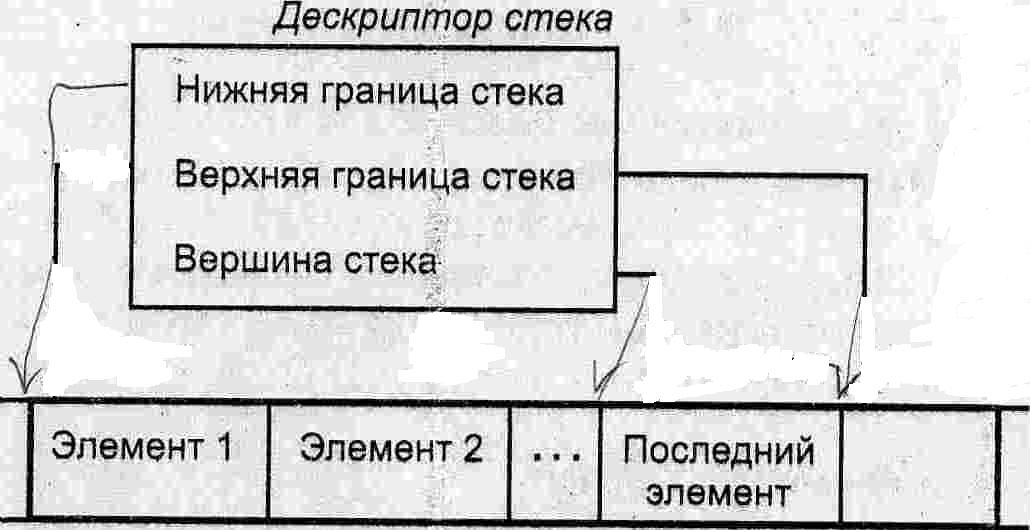 Дескриптор стека
Нижняя граница стека
Верхняя граница стека
Вершина стека
Элемент 1
Элемент 2
...
Последний
элемент